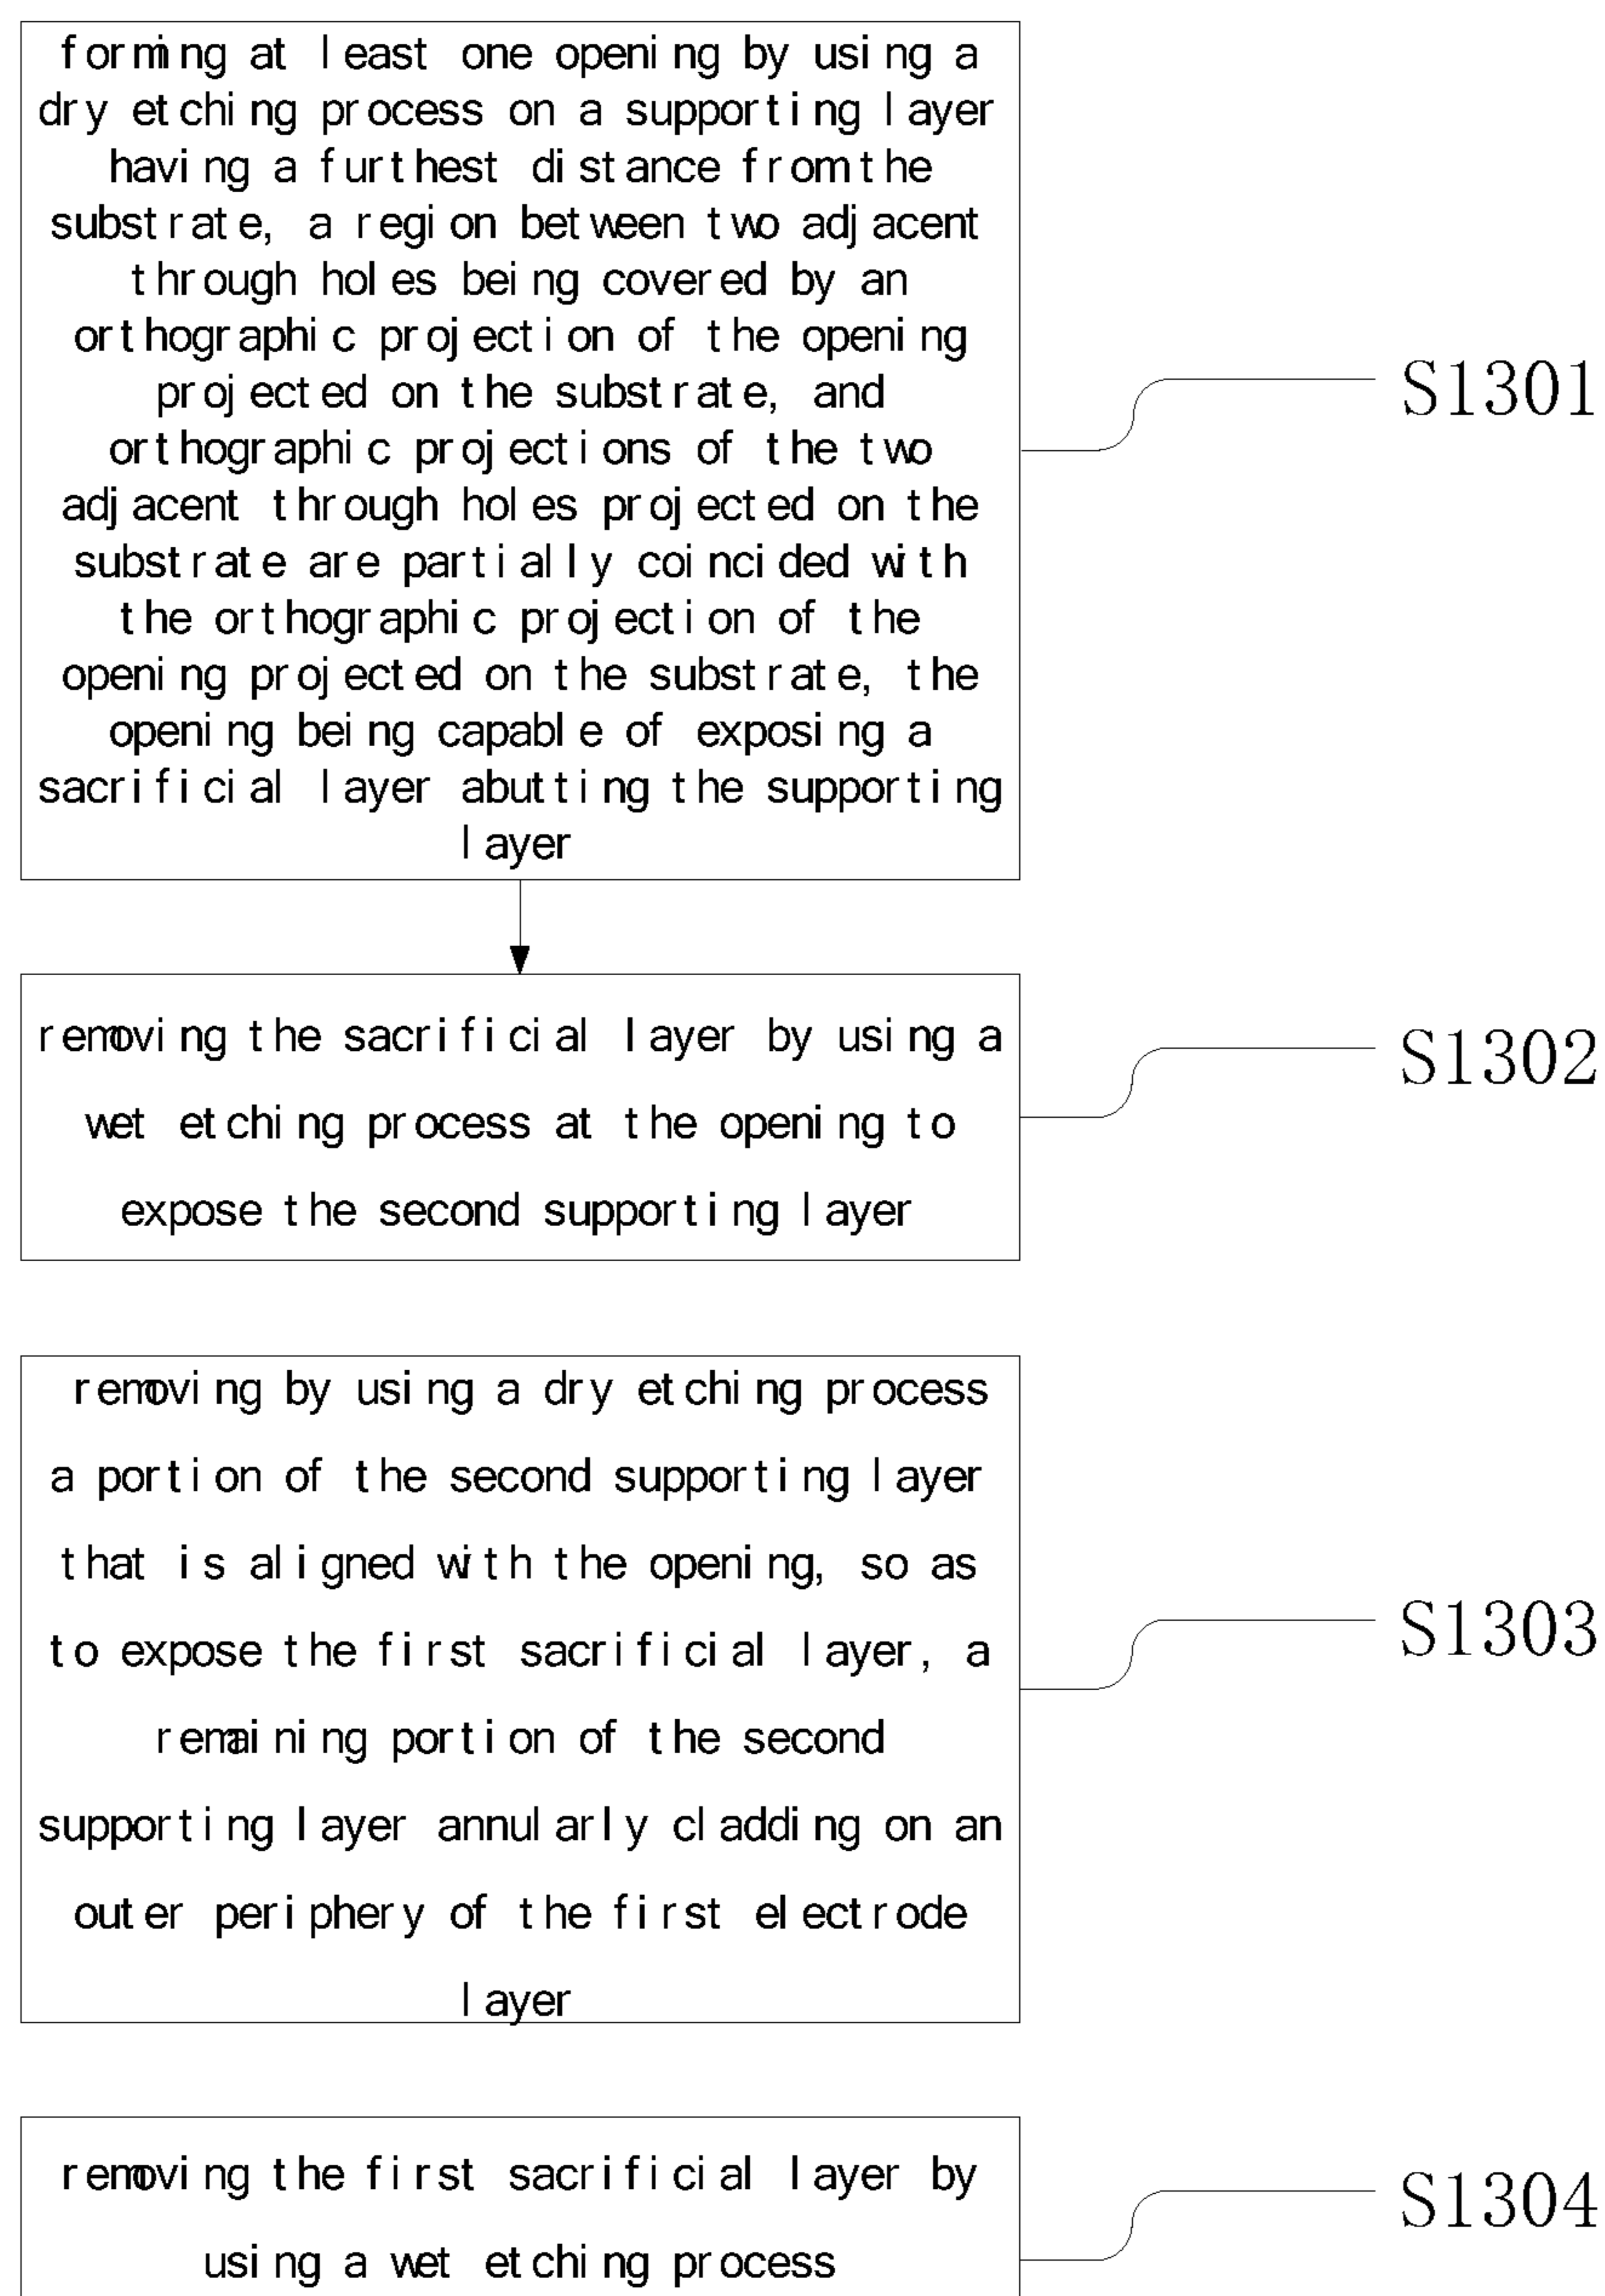 forming at least one opening by using a
dry etching process on a supporting layer
having a furthest distance from the
substrate, a region between two adjacent
through holes being covered by an
orthographic projection of the opening
projected on the substrate, and
orthographic projections of the two
adjacent through holes projected on the
substrate are partially coincided with
the orthographic projection of the
opening projected on the substrate, the
opening being capable of exposing a
sacrificial layer abutting the supporting
layer
S1301
removing the sacrificial layer by using a
wet etching process at the opening to
expose the second supporting layer
S1302
removing by using a dry etching process
a portion of the second supporting layer
that is aligned with the opening, so as
to expose the first sacrificial layer, a
remaining portion of the second
supporting layer annularly cladding on an
outer periphery of the first electrode
layer
S1303
removing the first sacrificial layer by
using a wet etching process
S1304